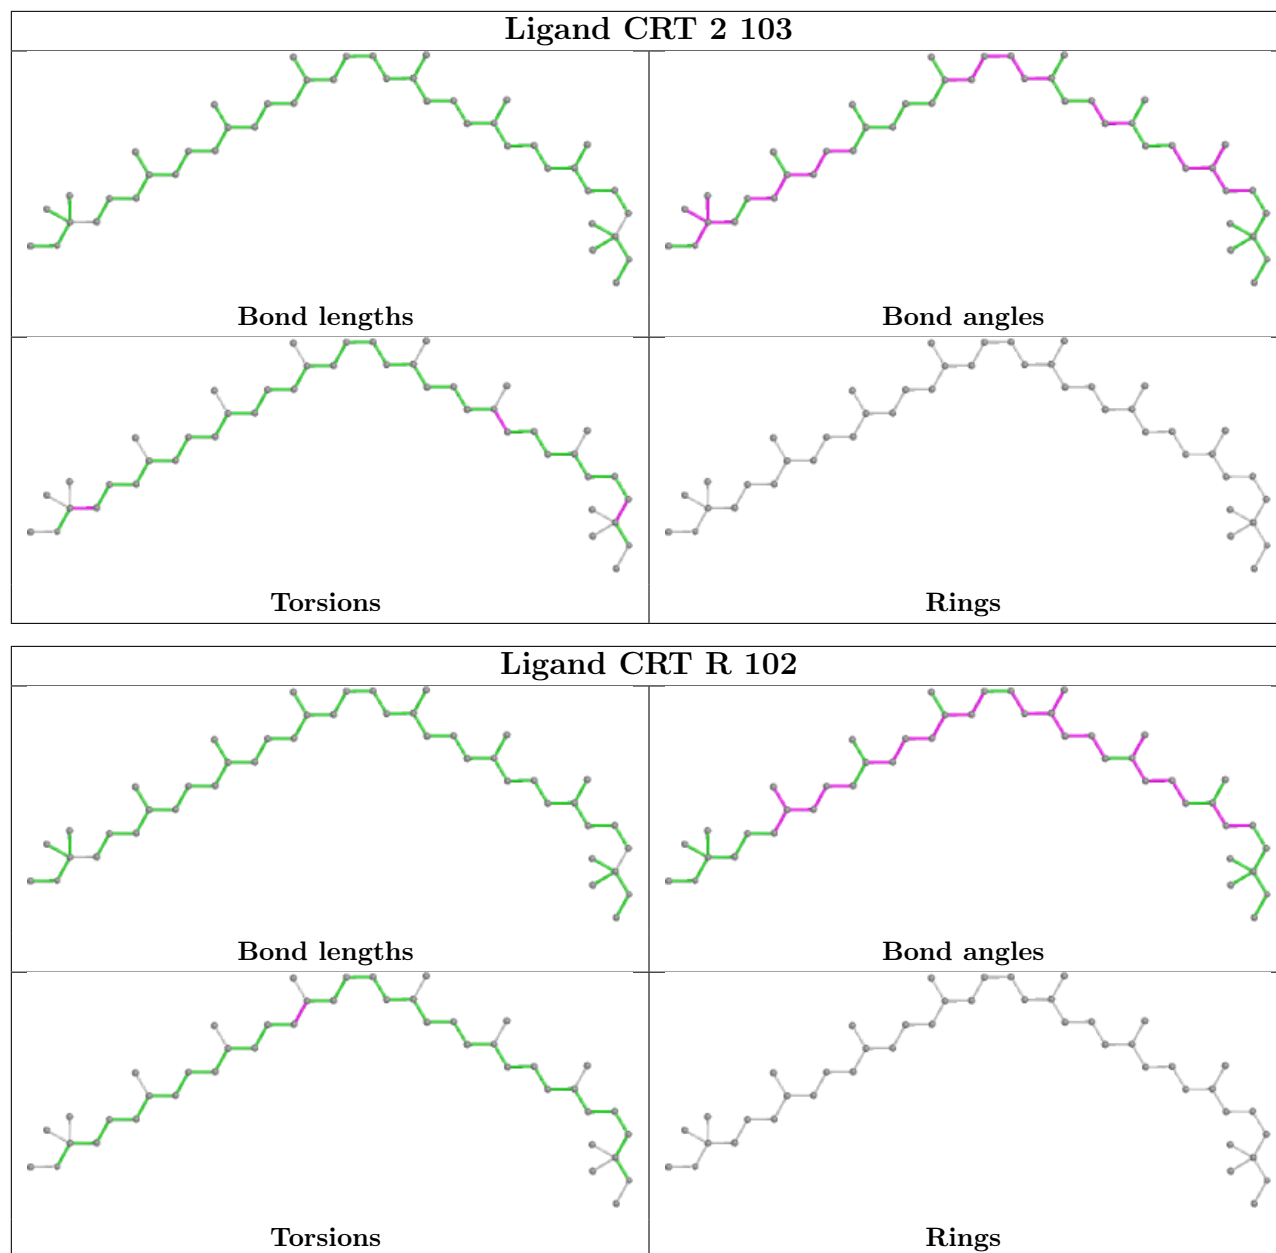 Ligand CRT 2 103
Bond lengths
Bond angles
Torsions
Rings
Ligand CRT R 102
Bond lengths
Bond angles
Torsions
Rings